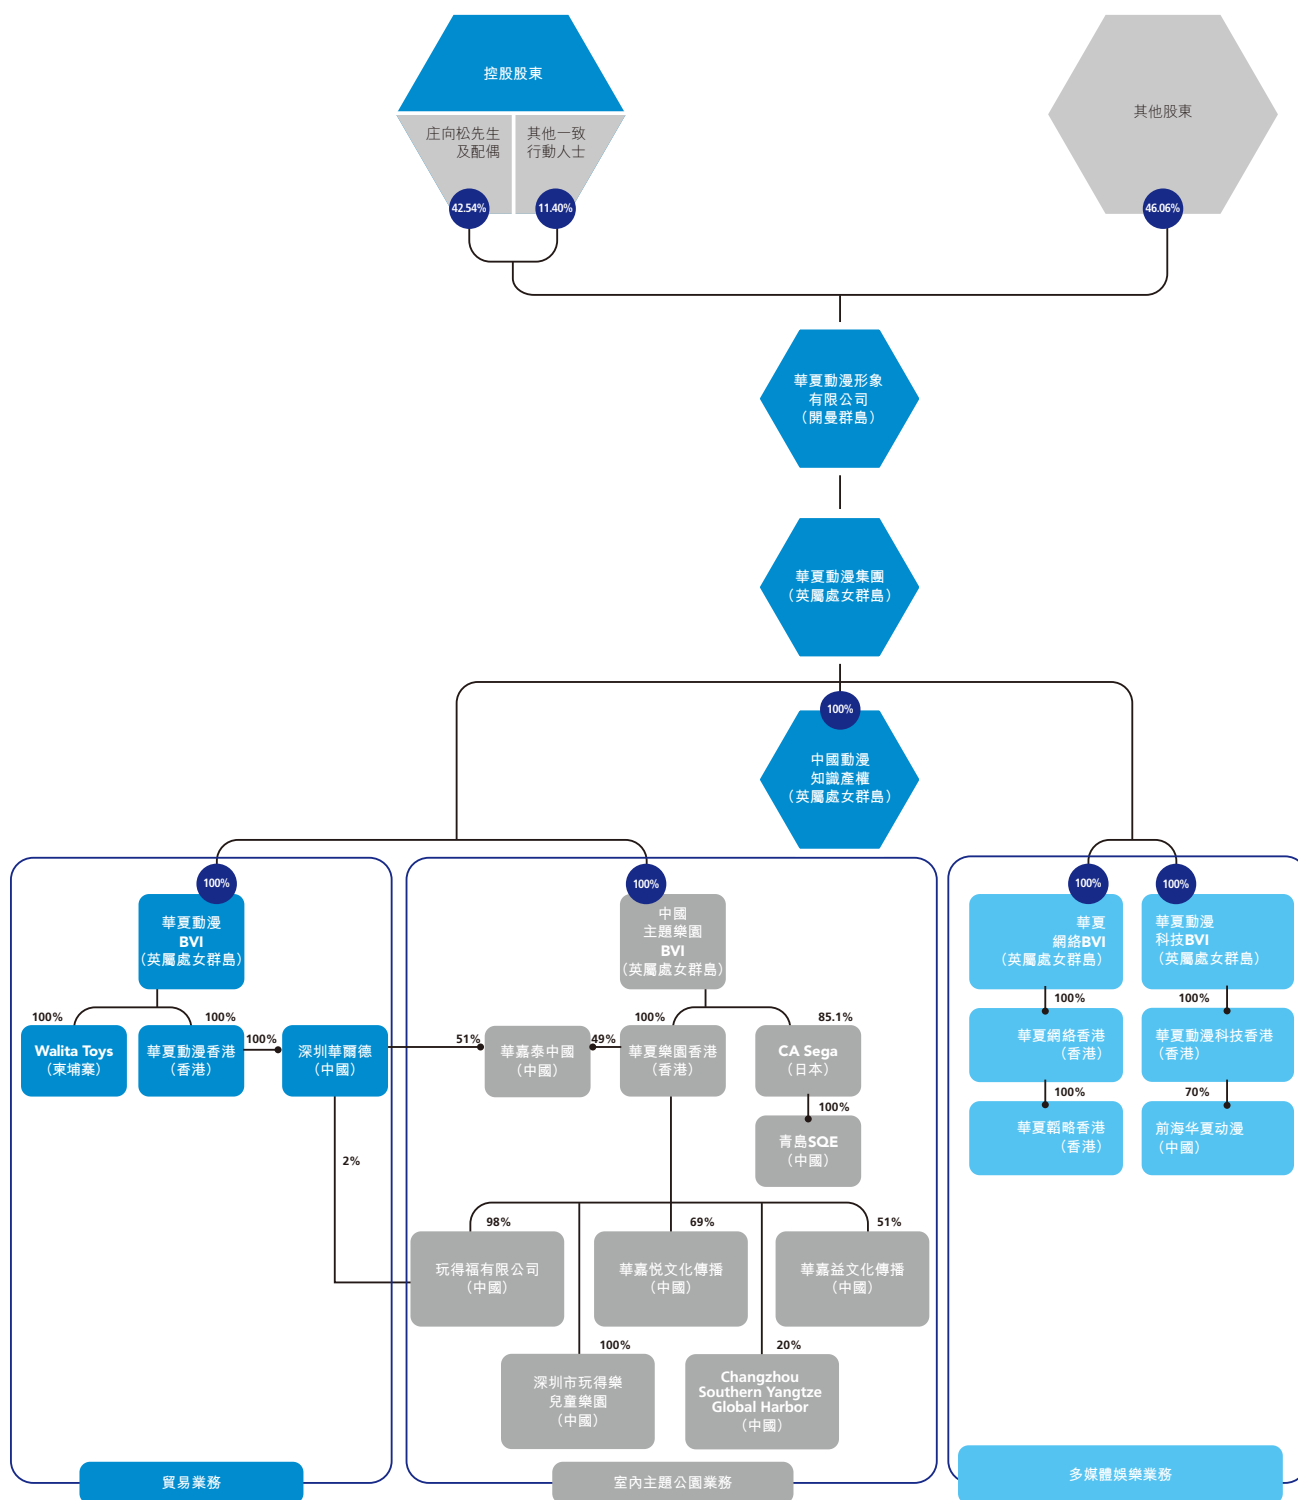 控股股東
庄向松先生
及配偶
其他一致
行動人士
42.54%
11.40%
其他股東
46.06%
華夏動漫形象
有限公司
（開曼群島）
華夏動漫集團
（英屬處女群島）
100%
中國動漫
知識產權
（英屬處女群島）
100%
華夏動漫
BVI
（英屬處女群島）
100%
中國
主題樂園
BVI
（英屬處女群島）
100%
華夏
網絡BVI
（英屬處女群島）
100%
華夏動漫
科技BVI
（英屬處女群島）
100%
Walita Toys
（柬埔寨）
100%
華夏動漫香港
（香港）
100%
深圳華爾德
（中國）
51%
華嘉泰中國
（中國）
49%
100%
華夏樂園香港
（香港）
85.1%
CA Sega
（日本）
100%
青島SQE
（中國）
100%
華夏網絡香港
（香港）
100%
華夏動漫科技香港
（香港）
100%
華夏韜略香港
（香港）
70%
前海华夏动漫
（中國）
2%
98%
玩得福有限公司
（中國）
69%
華嘉悦文化傳播
（中國）
51%
華嘉益文化傳播
（中國）
100%
深圳市玩得樂
兒童樂園
（中國）
20%
Changzhou
Southern Yangtze
Global Harbor
（中國）
貿易業務
室內主題公園業務
多媒體娛樂業務